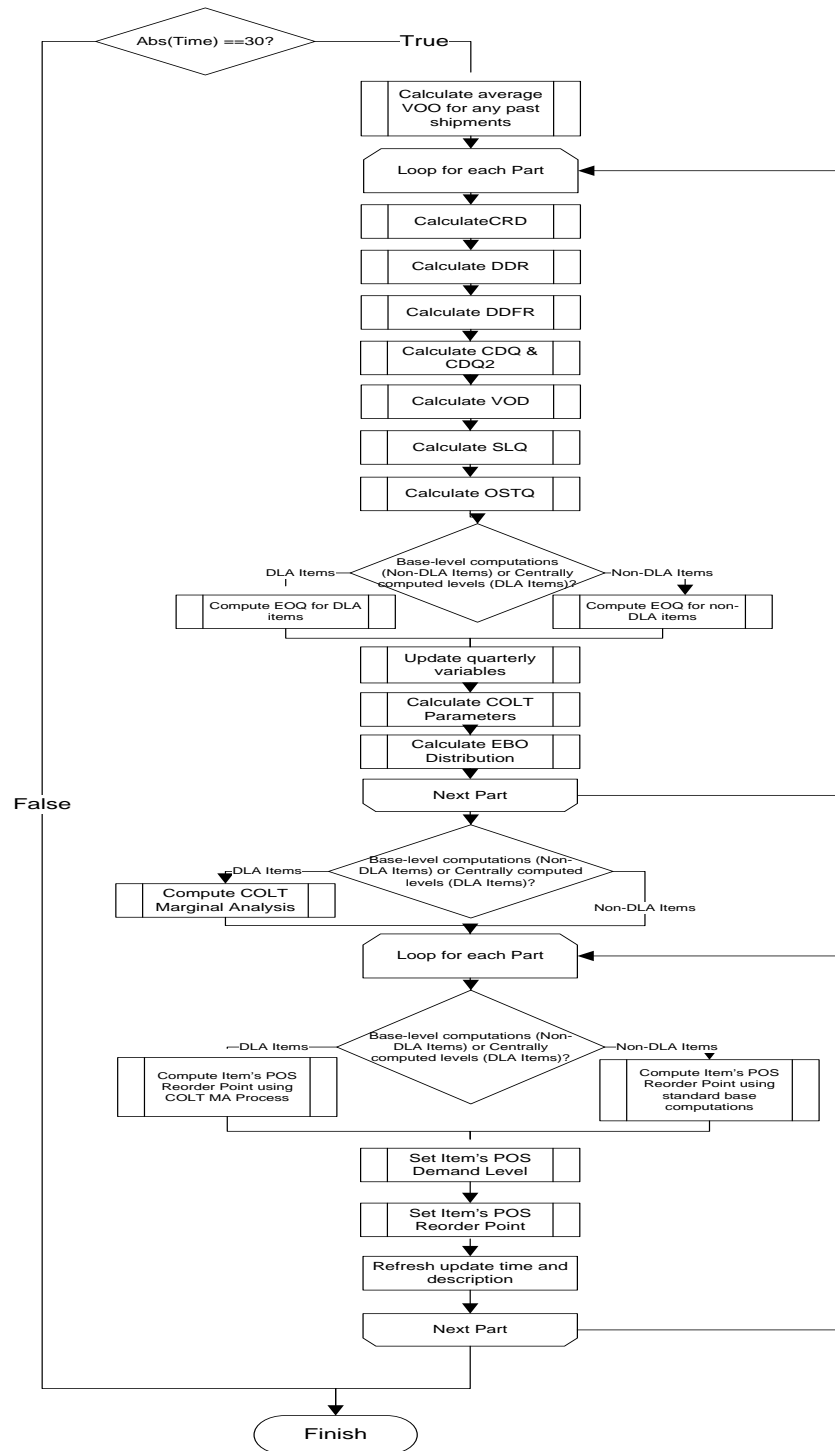 Abs(Time) ==30?
True
Calculate average
VOO for any past
shipments
Loop for each Part
CalculateCRD
Calculate DDR
Calculate DDFR
Calculate CDQ &
CDQ2
Calculate VOD
Calculate SLQ
Calculate OSTQ
Base-level computations
(Non-DLA Items) or Centrally
computed levels (DLA Items)?
DLA Items
Non-DLA Items
Compute EOQ for DLA
items
Compute EOQ for non-
DLA items
Update quarterly
variables
Calculate COLT
Parameters
Calculate EBO
Distribution
False
Next Part
Base-level computations (Non-
DLA Items) or Centrally computed
levels (DLA Items)?
DLA Items
Compute COLT
Marginal Analysis
Non-DLA Items
Loop for each Part
Base-level computations (Non-
DLA Items) or Centrally
computed levels (DLA Items)?
DLA Items
Non-DLA Items
Compute Item's POS
Reorder Point using
COLT MA Process
Compute Item's POS
Reorder Point using
standard base
computations
Set Item's POS
Demand Level
Set Item's POS
Reorder Point
Refresh update time and
description
Next Part
Finish